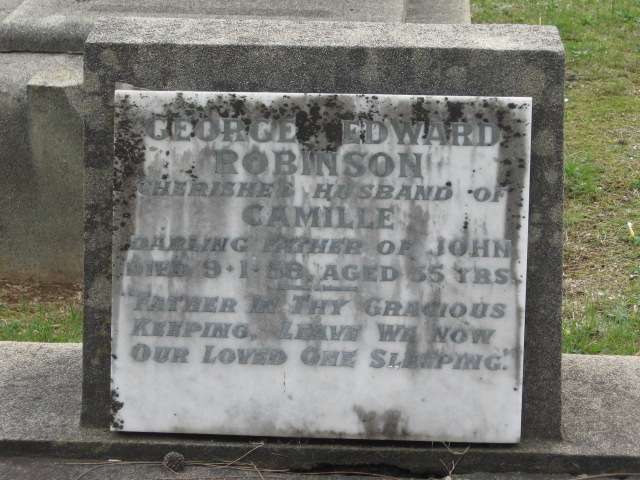 GEORGE EDWARD
ROBINSON
CHERISHED HUSBAND OF
CAMILLE
DARLING FATHER OF JOHN
DIED 9-1-58, AGED 35 YRS
"FATHER IN THY GRACIOUS
KEEPING, LEAVE WE NOW
OUR LOVED ONE SLEEPING."